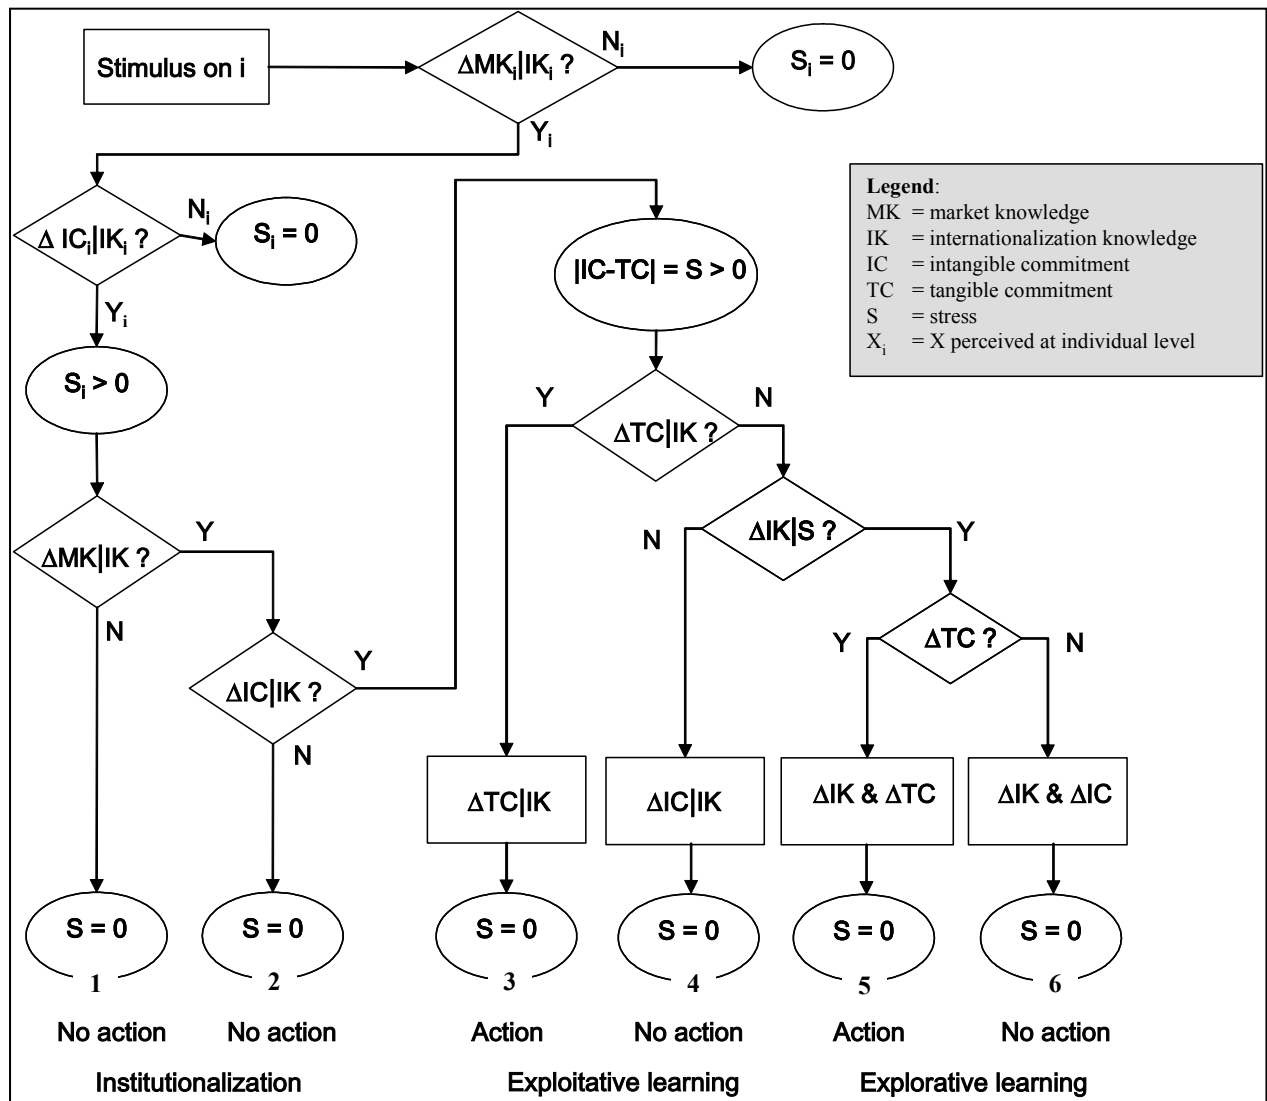 Stimulus on i
ΔMKᵢ|IKᵢ ?
Nᵢ
Sᵢ = 0
Yᵢ
Δ ICᵢ|IKᵢ ?
Nᵢ
Sᵢ = 0
Yᵢ
Sᵢ > 0
|IC-TC| = S > 0
Legend:
MK = market knowledge
IK = internationalization knowledge
IC = intangible commitment
TC = tangible commitment
S = stress
Xᵢ = X perceived at individual level
Y
ΔTC|IK ?
N
ΔMK|IK ?
Y
N
N
ΔIK|S ?
Y
ΔIC|IK ?
Y
N
Y
ΔTC ?
N
ΔTC|IK
ΔIC|IK
ΔIK & ΔTC
ΔIK & ΔIC
S = 0
S = 0
S = 0
S = 0
S = 0
S = 0
1
2
3
4
5
6
No action
No action
Action
No action
Action
No action
Institutionalization
Exploitative learning
Explorative learning